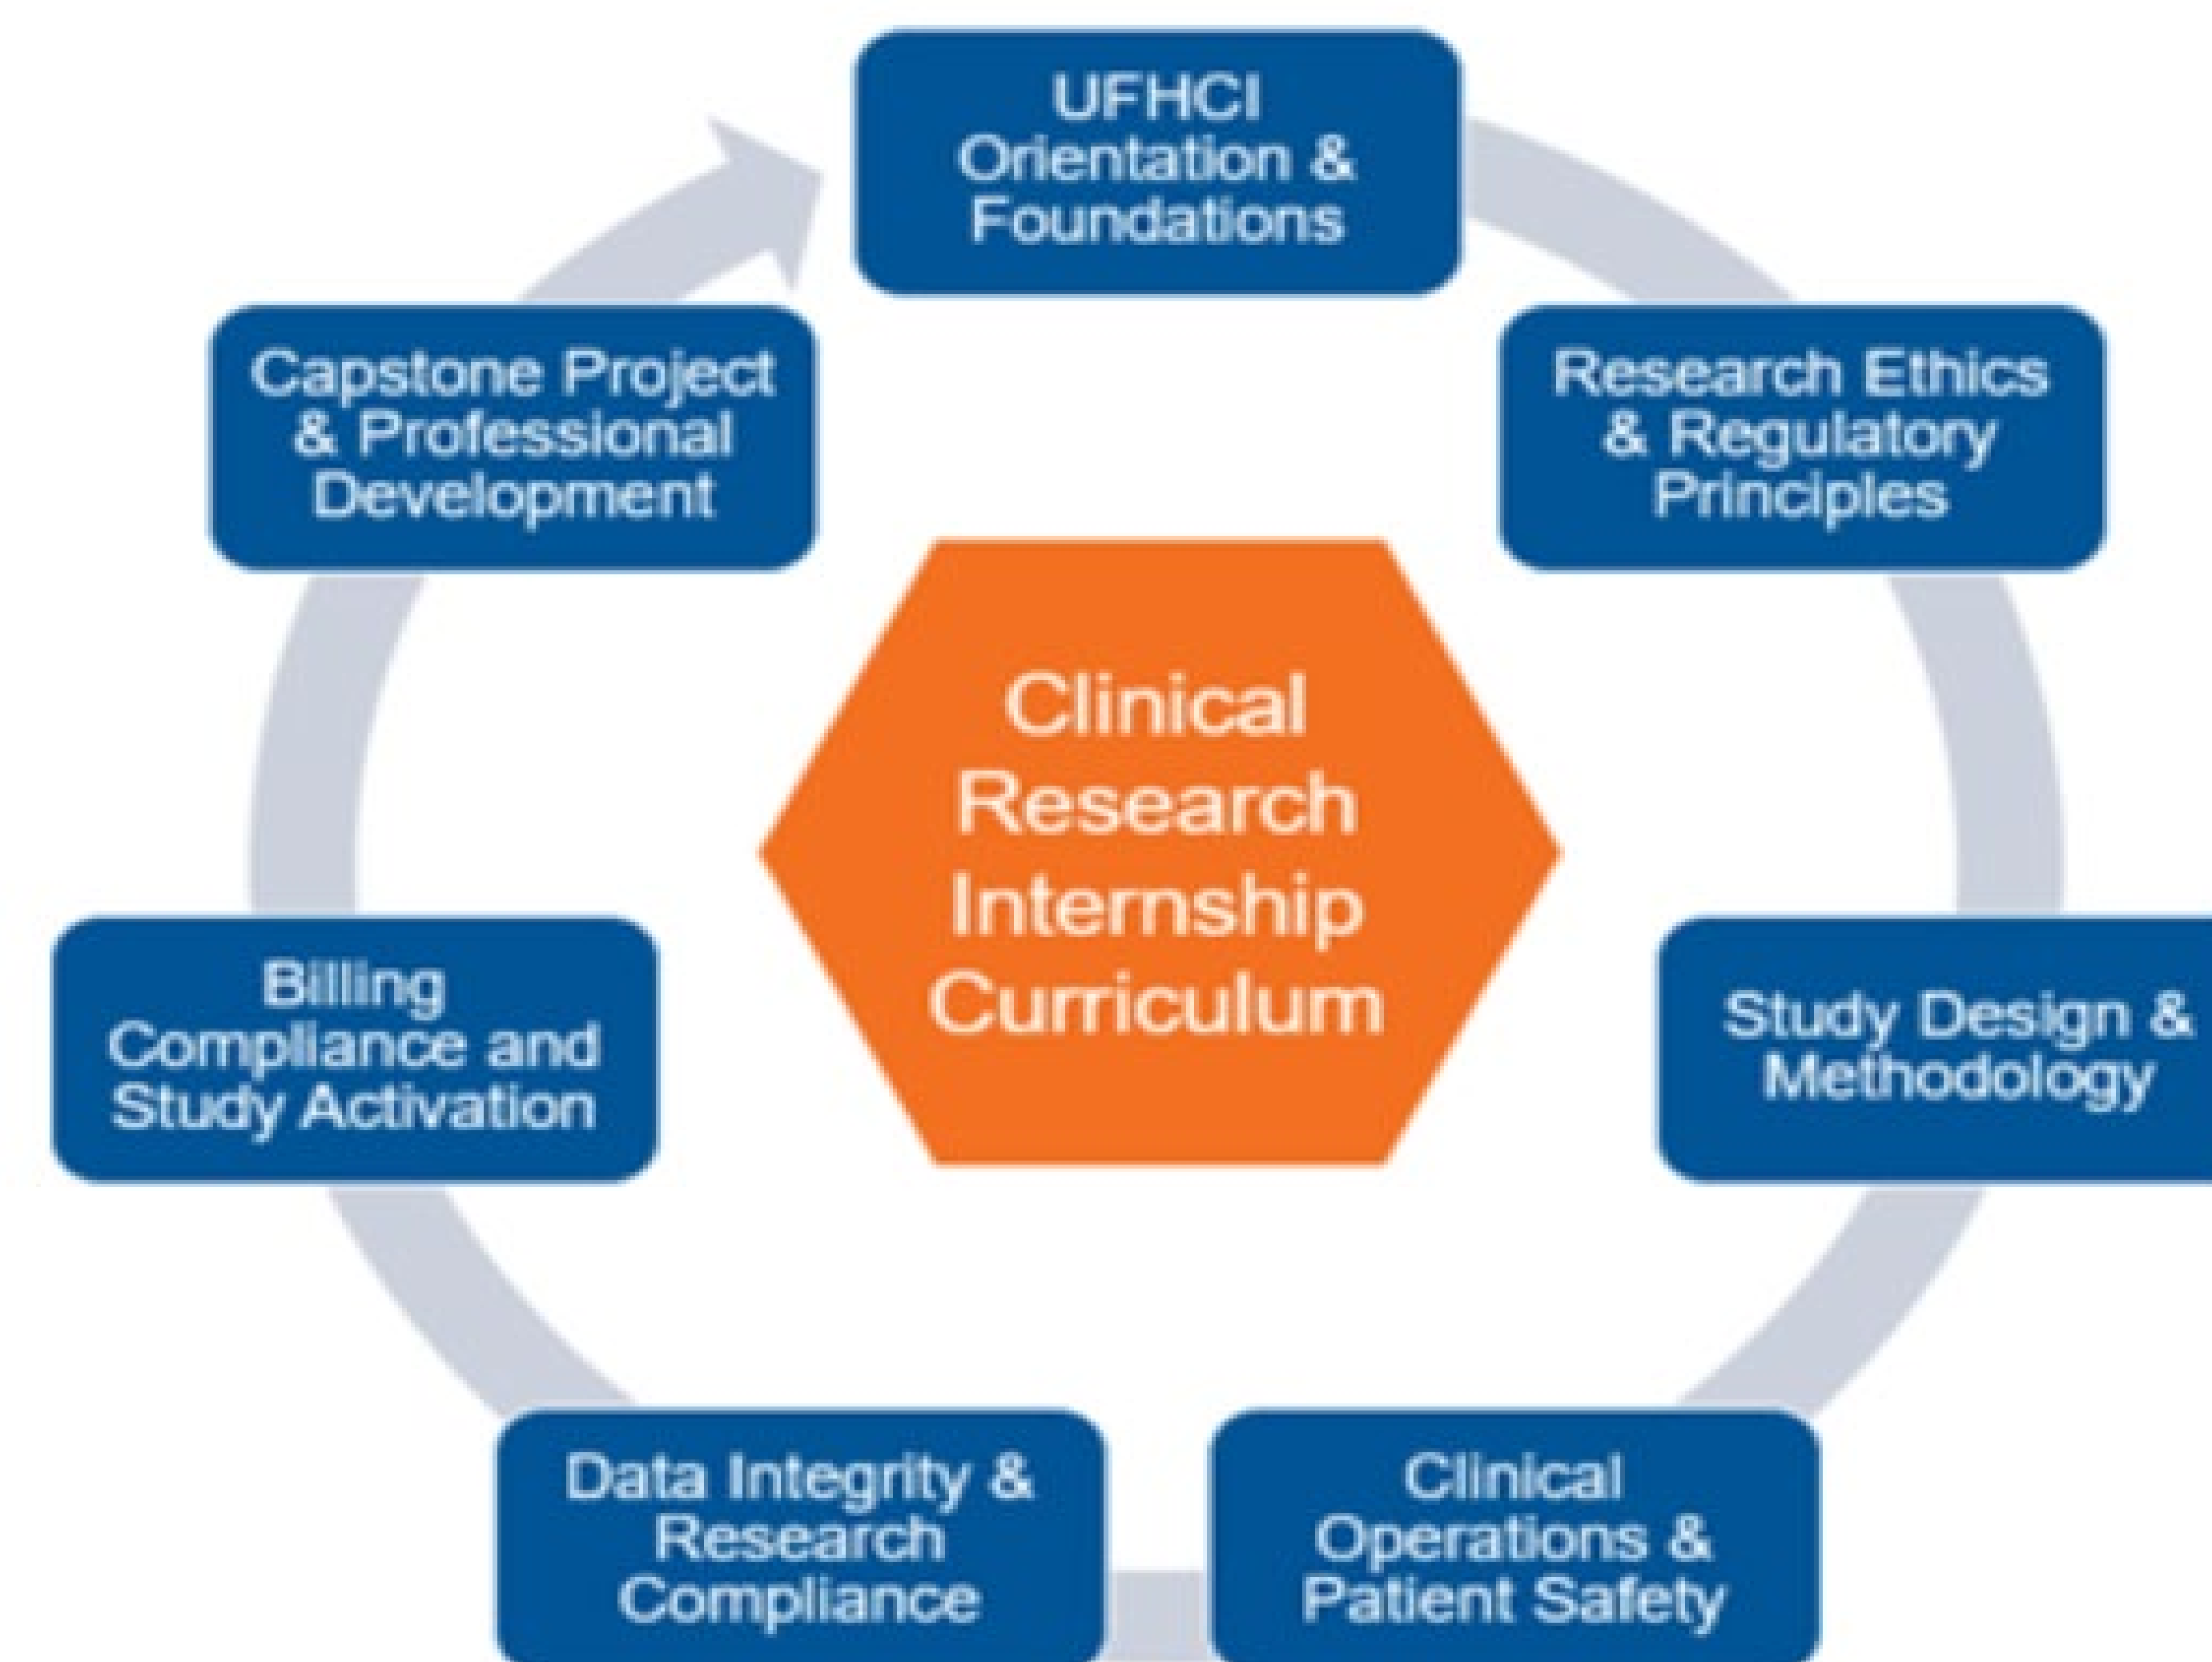 UFHCI
Orientation &
Foundations
Research Ethics
& Regulatory
Principles
Study Design &
Methodology
Clinical
Operations &
Patient Safety
Data Integrity &
Research
Compliance
Billing
Compliance and
Study Activation
Capstone Project
& Professional
Development
Clinical
Research
Internship
Curriculum